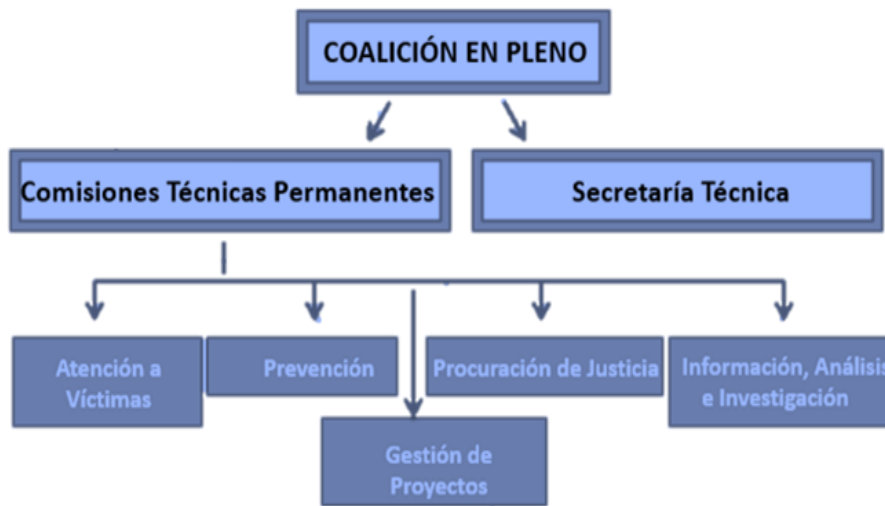 COALICIÓN EN PLENO
Comisiones Técnicas Permanentes
Secretaría Técnica
Atención a
Víctimas
Prevención
Procuración de Justicia
Información, Análisis
e Investigación
Gestión de
Proyectos